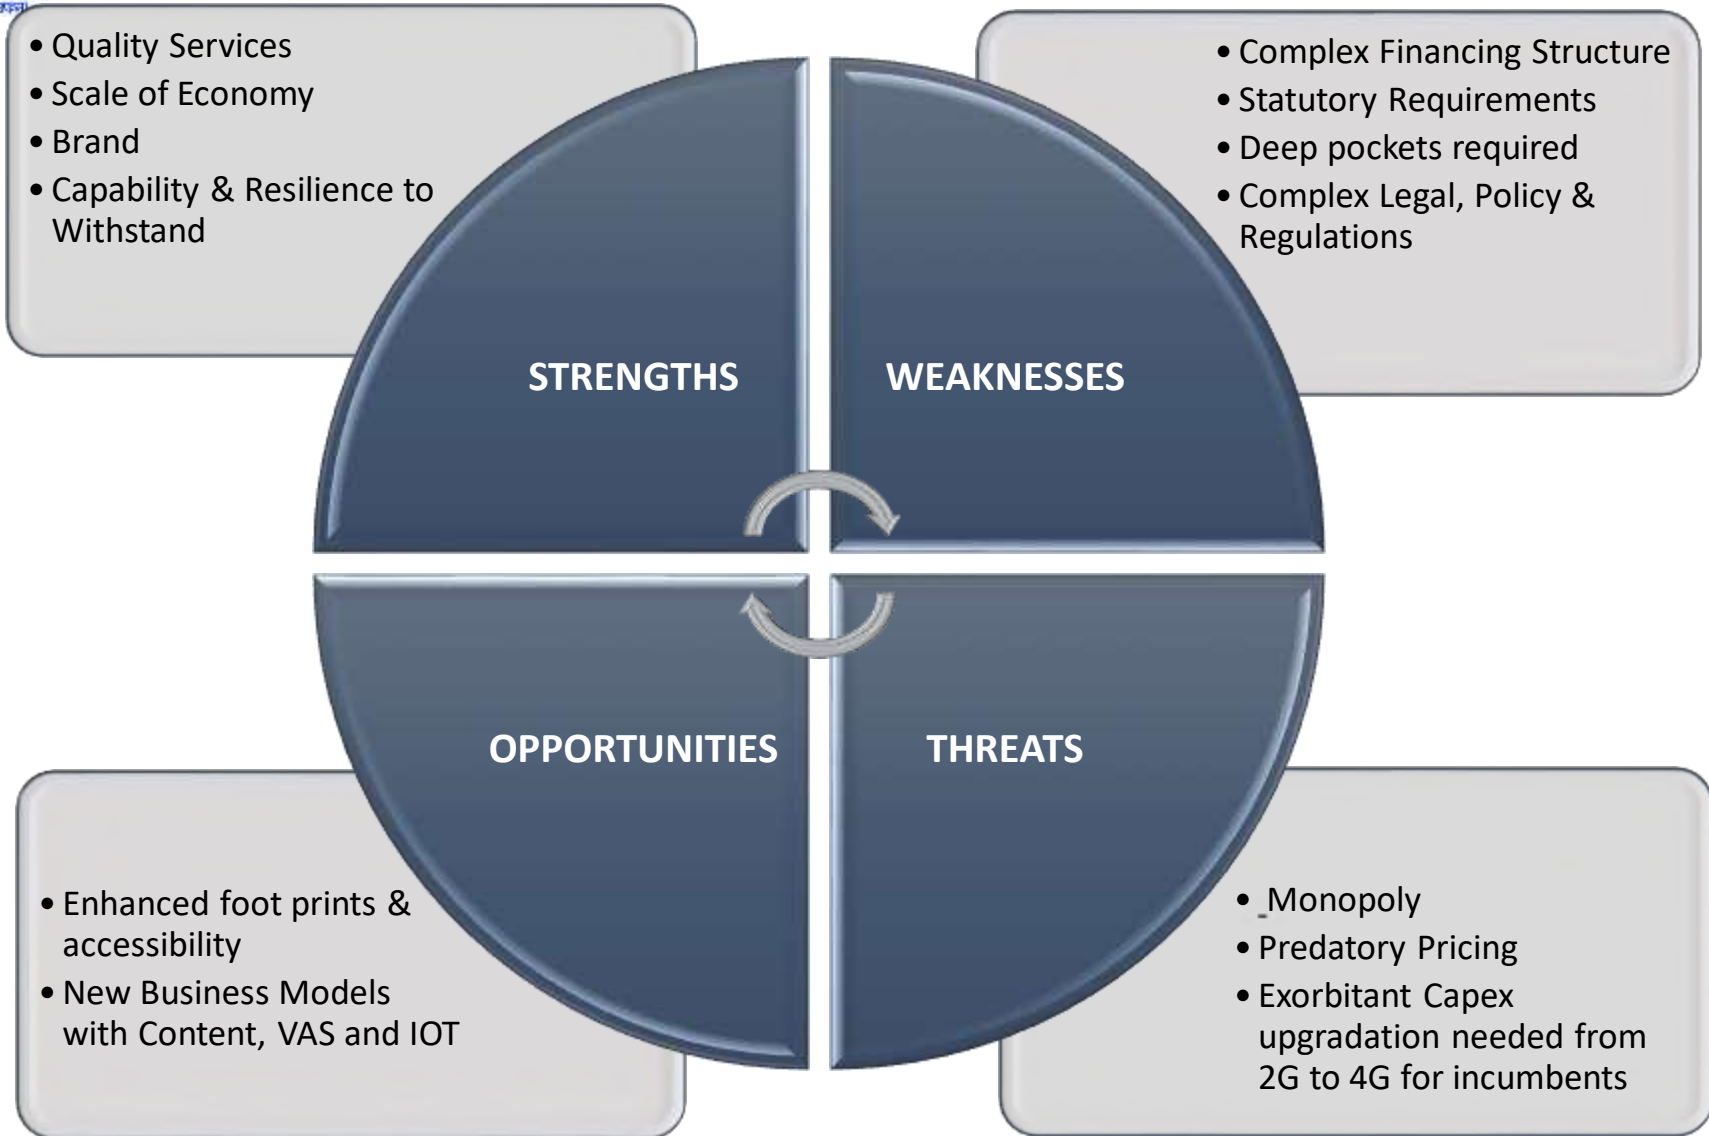 • Quality Services
• Scale of Economy
• Brand
• Capability & Resilience to
Withstand
• Complex Financing Structure
• Statutory Requirements
• Deep pockets required
• Complex Legal, Policy &
Regulations
STRENGTHS
WEAKNESSES
OPPORTUNITIES
THREATS
• Enhanced foot prints &
accessibility
• New Business Models
with Content, VAS and IOT
• _Monopoly
• Predatory Pricing
• Exorbitant Capex
upgradation needed from
2G to 4G for incumbents